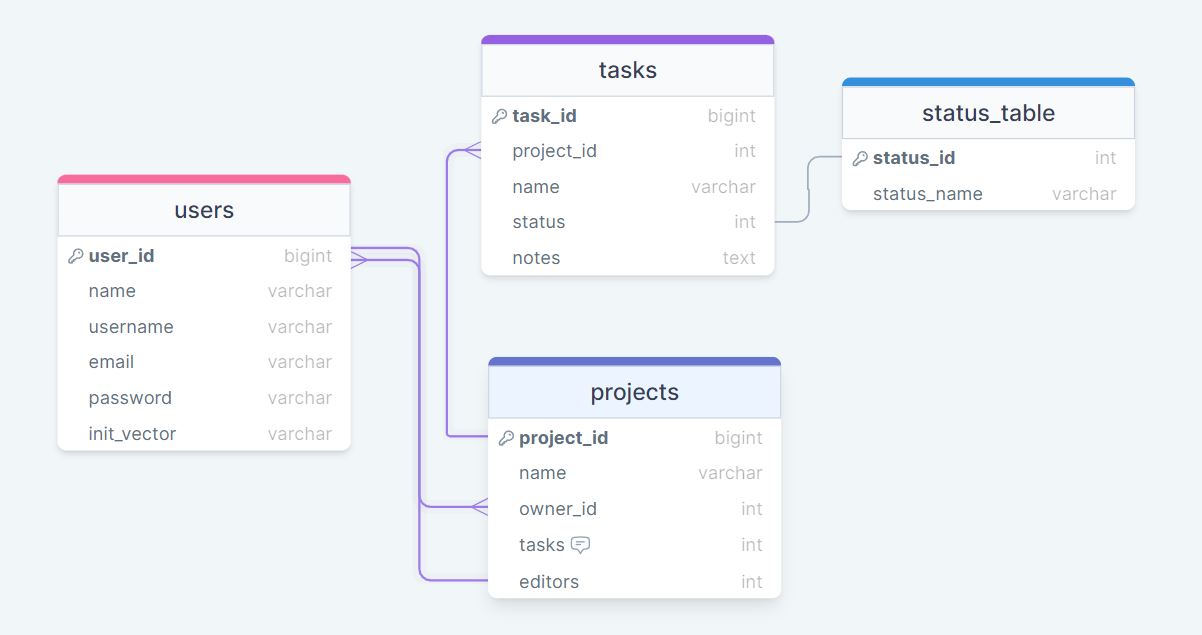 tasks
task_id bigint
project_id int
name varchar
status int
notes text
status_table
status_id int
status_name varchar
users
user_id bigint
name varchar
username varchar
email varchar
password varchar
init_vector varchar
projects
project_id bigint
name varchar
owner_id int
tasks int
editors int